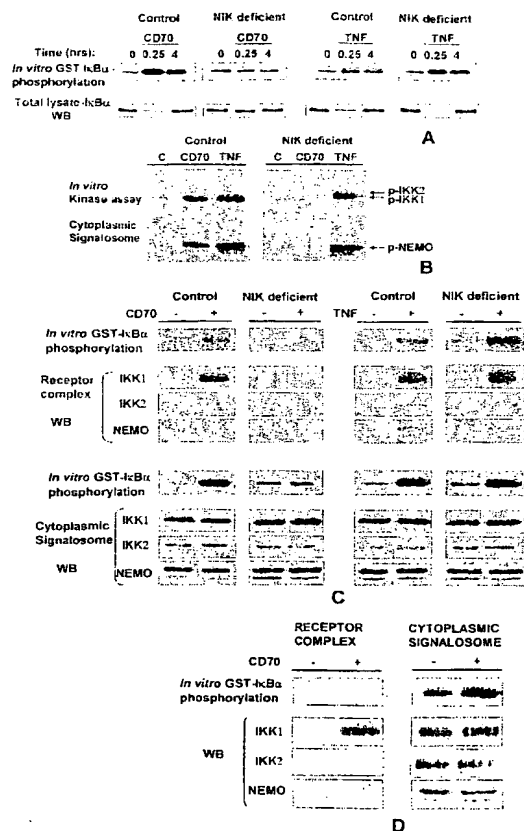 Control NIK deficient Control NIK deficient
CD70 CD70 TNF TNF
Time (hrs): 0 0.25 4 0 0.25 4 0 0.25 4 0 0.25 4
In vitro GST-IκBα
phosphorylation
Total lysate-IκBα
WB
A
Control NIK deficient
C CD70 TNF C CD70 TNF
In vitro
Kinase assay
p-IKK2
p-IKK1
Cytoplasmic
Signalosome
p-NEMO
B
Control NIK deficient Control NIK deficient
CD70 - + - + TNF - + - +
In vitro GST-IκBα
phosphorylation
Receptor
complex
WB
IKK1
IKK2
NEMO
In vitro GST-IκBα
phosphorylation
Cytoplasmic
Signalosome
WB
IKK1
IKK2
NEMO
C
RECEPTOR
COMPLEX
CYTOPLASMIC
SIGNALOSOME
CD70 - + - +
In vitro GST-IκBα
phosphorylation
WB
IKK1
IKK2
NEMO
D